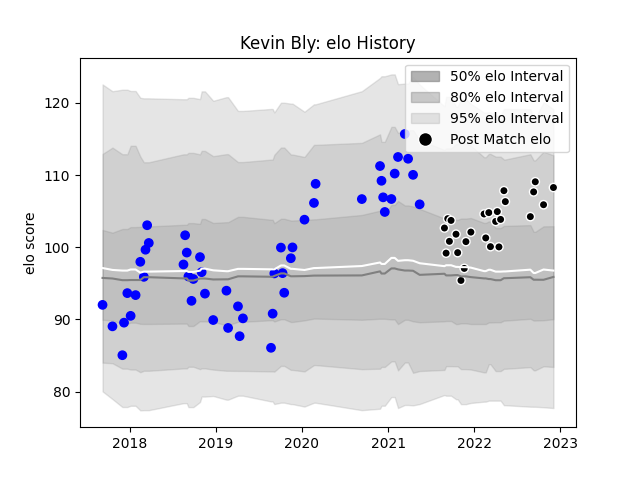 Kevin Bly: elo History
50% elo Interval
80% elo Interval
95% elo Interval
Post Match elo
elo score
120
110
100
90
80
2018
2019
2020
2021
2022
2023